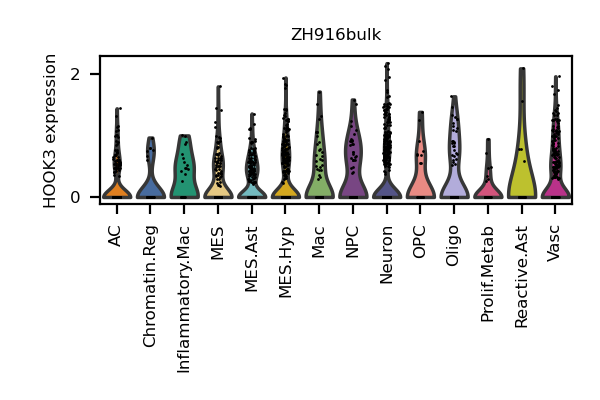 ZH916bulk
HOOK3 expression
2
0
AC
Chromatin.Reg
Inflammatory.Mac
MES
MES.Ast
MES.Hyp
Mac
NPC
Neuron
OPC
Oligo
Prolif.Metab
Reactive.Ast
Vasc